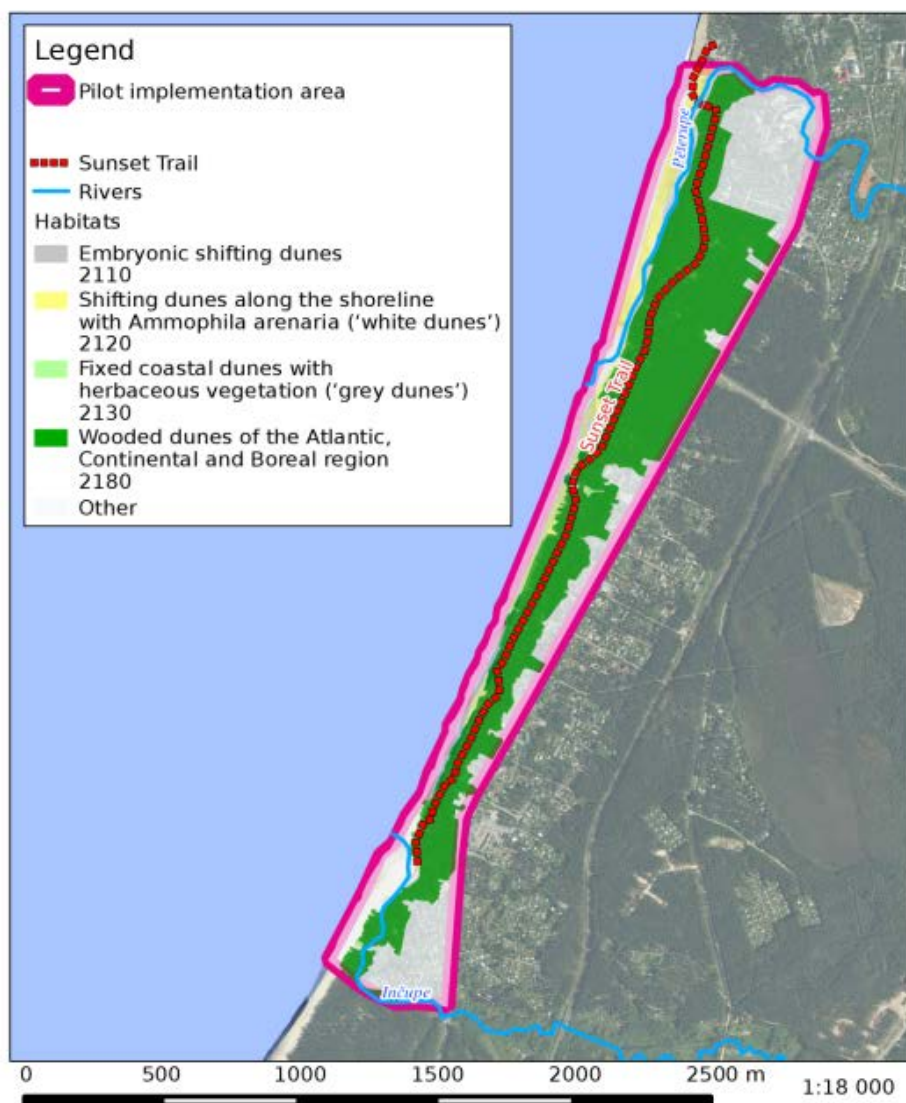 Legend
Pilot implementation area
Sunset Trail
Rivers
Habitats
Embryonic shifting dunes
2110
Shifting dunes along the shoreline
with Ammophila arenaria (‘white dunes’)
2120
Fixed coastal dunes with
herbaceous vegetation (‘grey dunes’)
2130
Wooded dunes of the Atlantic,
Continental and Boreal region
2180
Other
Pēterupe
Sunset Trail
Inčupe
0 500 1000 1500 2000 2500 m
1:18 000